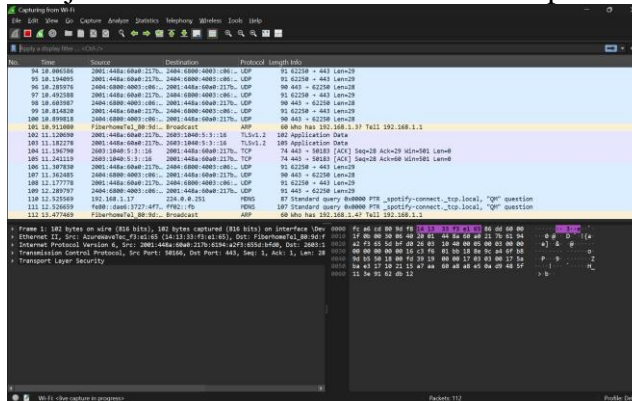 Capturing from Wi-Fi
File Edit View Go Capture Analyze Statistics Telephony Wireless Tools Help
Apply a display filter ... <Ctrl-/>
No. Time Source Destination Protocol Length Info
94 10.006586 2001:448a:60a0:217b… 2404:6800:4003:c06:… UDP 91 62250 → 443 Len=29
95 10.194095 2001:448a:60a0:217b… 2404:6800:4003:c06:… UDP 91 62250 → 443 Len=29
96 10.285976 2404:6800:4003:c06:… 2001:448a:60a0:217b… UDP 90 443 → 62250 Len=28
97 10.492588 2001:448a:60a0:217b… 2404:6800:4003:c06:… UDP 91 62250 → 443 Len=29
98 10.603987 2404:6800:4003:c06:… 2001:448a:60a0:217b… UDP 90 443 → 62250 Len=28
99 10.814820 2001:448a:60a0:217b… 2404:6800:4003:c06:… UDP 91 62250 → 443 Len=29
100 10.899818 2404:6800:4003:c06:… 2001:448a:60a0:217b… UDP 90 443 → 62250 Len=28
101 10.911080 FiberhomeTel_80:9d:… Broadcast ARP 60 Who has 192.168.1.3? Tell 192.168.1.1
102 11.120690 2001:448a:60a0:217b… 2603:1040:5:3::16 TLSv1.2 102 Application Data
103 11.182278 2001:448a:60a0:217b… 2603:1040:5:3::16 TLSv1.2 105 Application Data
104 11.196790 2603:1040:5:3::16 2001:448a:60a0:217b… TCP 74 443 → 50183 [ACK] Seq=28 Ack=29 Win=501 Len=0
105 11.241119 2603:1040:5:3::16 2001:448a:60a0:217b… TCP 74 443 → 50183 [ACK] Seq=28 Ack=60 Win=501 Len=0
106 11.307830 2001:448a:60a0:217b… 2404:6800:4003:c06:… UDP 91 62250 → 443 Len=29
107 11.362485 2404:6800:4003:c06:… 2001:448a:60a0:217b… UDP 90 443 → 62250 Len=28
108 12.177778 2001:448a:60a0:217b… 2404:6800:4003:c06:… UDP 91 62250 → 443 Len=29
109 12.289797 2404:6800:4003:c06:… 2001:448a:60a0:217b… UDP 90 443 → 62250 Len=28
110 12.525569 192.168.1.17 224.0.0.251 MDNS 87 Standard query 0x0000 PTR _spotify-connect._tcp.local, "QM" question
111 12.526659 fe80::dae6:3727:4f7… ff02::fb MDNS 107 Standard query 0x0000 PTR _spotify-connect._tcp.local, "QM" question
112 13.477469 FiberhomeTel_80:9d:… Broadcast ARP 60 Who has 192.168.1.4? Tell 192.168.1.1
Frame 1: 102 bytes on wire (816 bits), 102 bytes captured (816 bits) on interface \Dev
Ethernet II, Src: AzureWaveTec_f3:e1:65 (14:13:33:f3:e1:65), Dst: FiberhomeTel_80:9d:f
Internet Protocol Version 6, Src: 2001:448a:60a0:217b:6194:a2f3:655d:bfd0, Dst: 2603:1
Transmission Control Protocol, Src Port: 50166, Dst Port: 443, Seq: 1, Ack: 1, Len: 28
Transport Layer Security
Wi-Fi: <live capture in progress>
Packets: 112
Profile: De